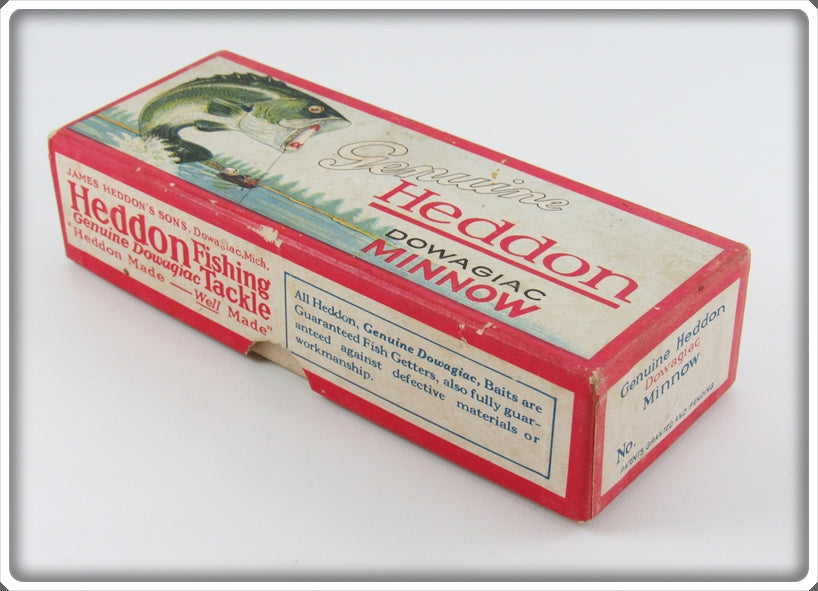 Genuine
Heddon
DOWAGIAC
MINNOW
JAMES HEDDON'S SONS, Dowagiac, Mich.
Heddon Fishing
Genuine Dowagiac Tackle
"Heddon Made — Well Made"
All Heddon, Genuine Dowagiac, Baits are
Guaranteed Fish Getters, also fully guar-
anteed against defective materials or
workmanship.
Genuine Heddon
Dowagiac
Minnow
No.
PATENTS GRANTED AND PENDING